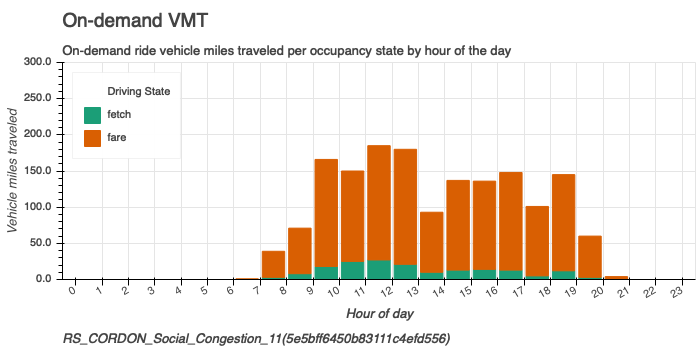 On-demand VMT
On-demand ride vehicle miles traveled per occupancy state by hour of the day
300.0
250.0
200.0
150.0
100.0
50.0
0.0
Vehicle miles traveled
Driving State
fetch
fare
0 1 2 3 4 5 6 7 8 9 10 11 12 13 14 15 16 17 18 19 20 21 22 23
Hour of day
RS_CORDON_Social_Congestion_11(5e5bff6450b83111c4efd556)